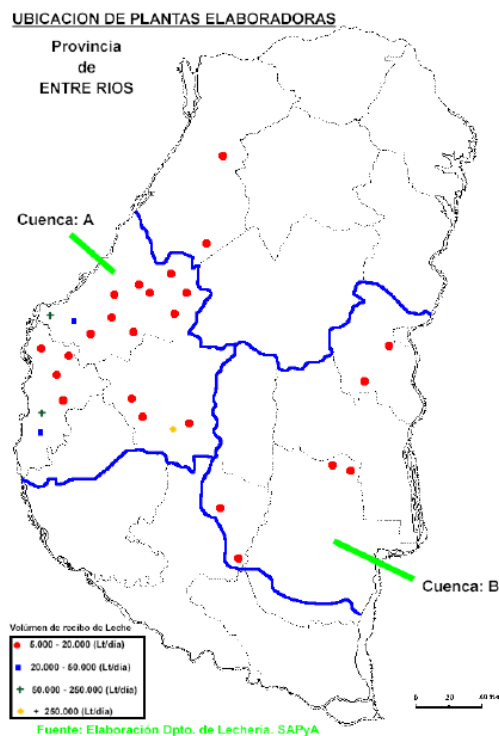 UBICACION DE PLANTAS ELABORADORAS
Provincia
de
ENTRE RIOS
Cuenca: A
Cuenca: B
Volúmen de recibo de Leche
5.000 - 20.000 (Lt/día)
20.000 - 50.000 (Lt/día)
50.000 - 250.000 (Lt/día)
+ 250.000 (Lt/día)
0 20
Fuente: Elaboración Dpto. de Lechería. SAPyA